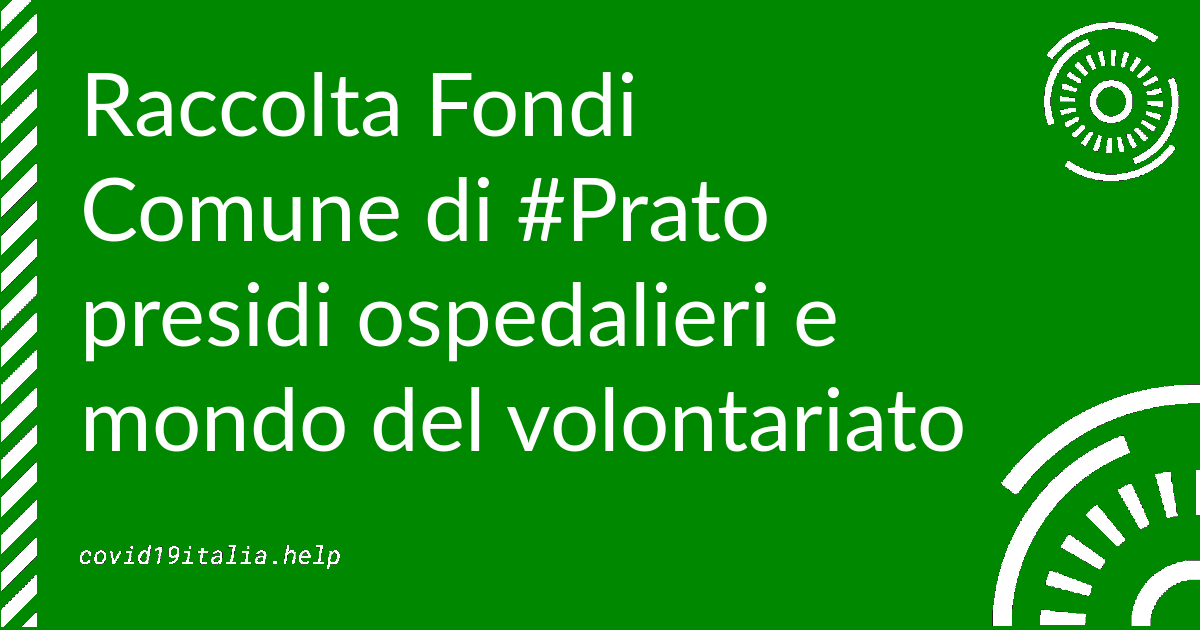 Raccolta Fondi
Comune di #Prato
presidi ospedalieri e
mondo del volontariato
covid19italia.help